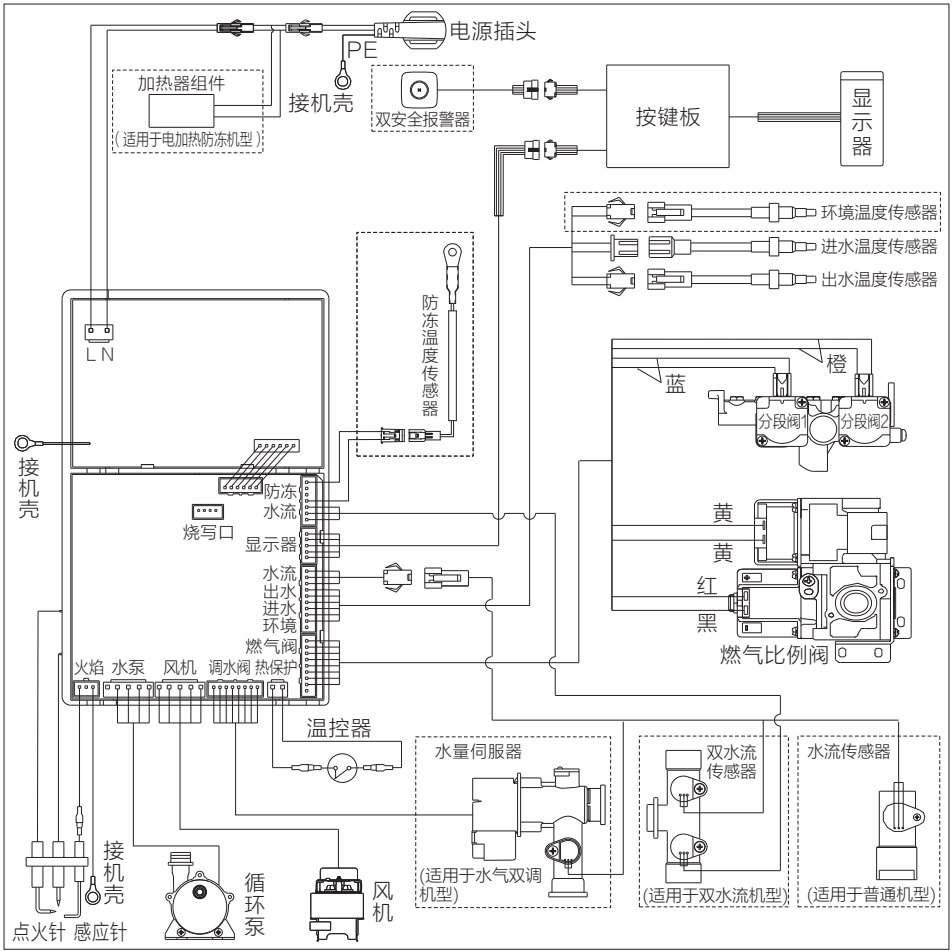 电源插头
PE
接机壳
加热器组件
(适用于电加热防冻机型)
双安全报警器
按键板
显示器
环境温度传感器
进水温度传感器
出水温度传感器
防冻温度传感器
L N
接机壳
橙
蓝
分段阀1
分段阀2
防冻
水流
烧写口
显示器
水流
出水
进水
环境
燃气阀
黄
黄
红
黑
燃气比例阀
火焰 水泵 风机 调水阀 热保护
温控器
水量伺服器
(适用于水气双调
机型)
双水流
传感器
(适用于双水流机型)
水流传感器
(适用于普通机型)
接机壳
点火针 感应针
循环泵
风机